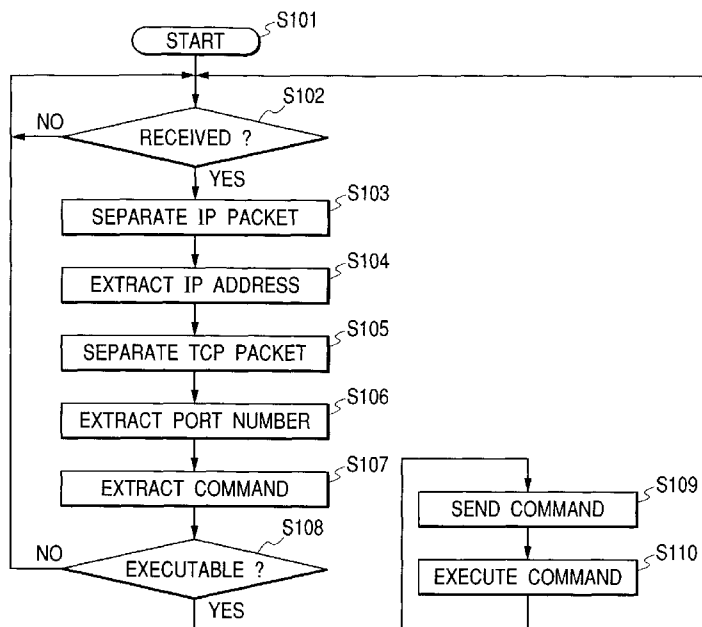 START
S101
S102
NO
RECEIVED ?
YES
S103
SEPARATE IP PACKET
S104
EXTRACT IP ADDRESS
S105
SEPARATE TCP PACKET
S106
EXTRACT PORT NUMBER
S107
EXTRACT COMMAND
S108
NO
EXECUTABLE ?
YES
S109
SEND COMMAND
S110
EXECUTE COMMAND